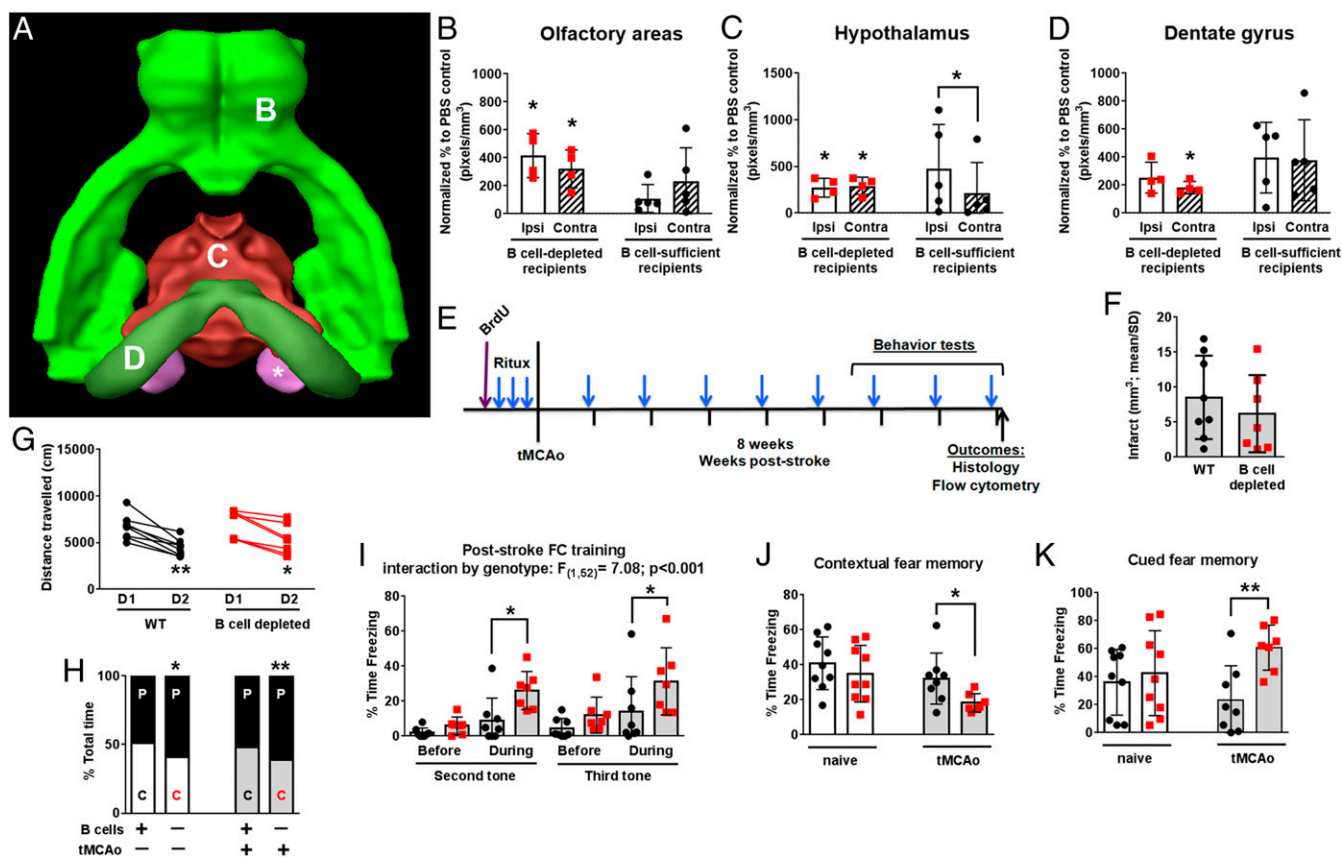 A
B
C
D
*
B
Olfactory areas
Normalized % to PBS control
(pixels/mm³)
1000
800
600
400
200
0
*
*
Ipsi Contra Ipsi Contra
B cell-depleted recipients
B cell-sufficient recipients
C
Hypothalamus
Normalized % to PBS control
(pixels/mm³)
1500
1000
500
0
*
*
*
Ipsi Contra Ipsi Contra
B cell-depleted recipients
B cell-sufficient recipients
D
Dentate gyrus
Normalized % to PBS control
(pixels/mm³)
1000
800
600
400
200
0
*
Ipsi Contra Ipsi Contra
B cell-depleted recipients
B cell-sufficient recipients
E
BrdU
Ritux
Behavior tests
tMCAo
8 weeks
Weeks post-stroke
Outcomes:
Histology
Flow cytometry
F
Infarct (mm³; mean/SD)
20
15
10
5
0
WT
B cell
depleted
G
Distance travelled (cm)
15000
10000
5000
0
**
*
D1 D2 D1 D2
WT B cell depleted
H
% Total time
100
50
0
* **
P P P P
C C C C
B cells + − + −
tMCAo − − + +
I
Post-stroke FC training
interaction by genotype: F(1,52)= 7.08; p<0.001
% Time Freezing
80
60
40
20
0
*
*
Before During Before During
Second tone Third tone
J
Contextual fear memory
% Time Freezing
80
60
40
20
0
*
naive tMCAo
K
Cued fear memory
% Time Freezing
100
80
60
40
20
0
**
naive tMCAo